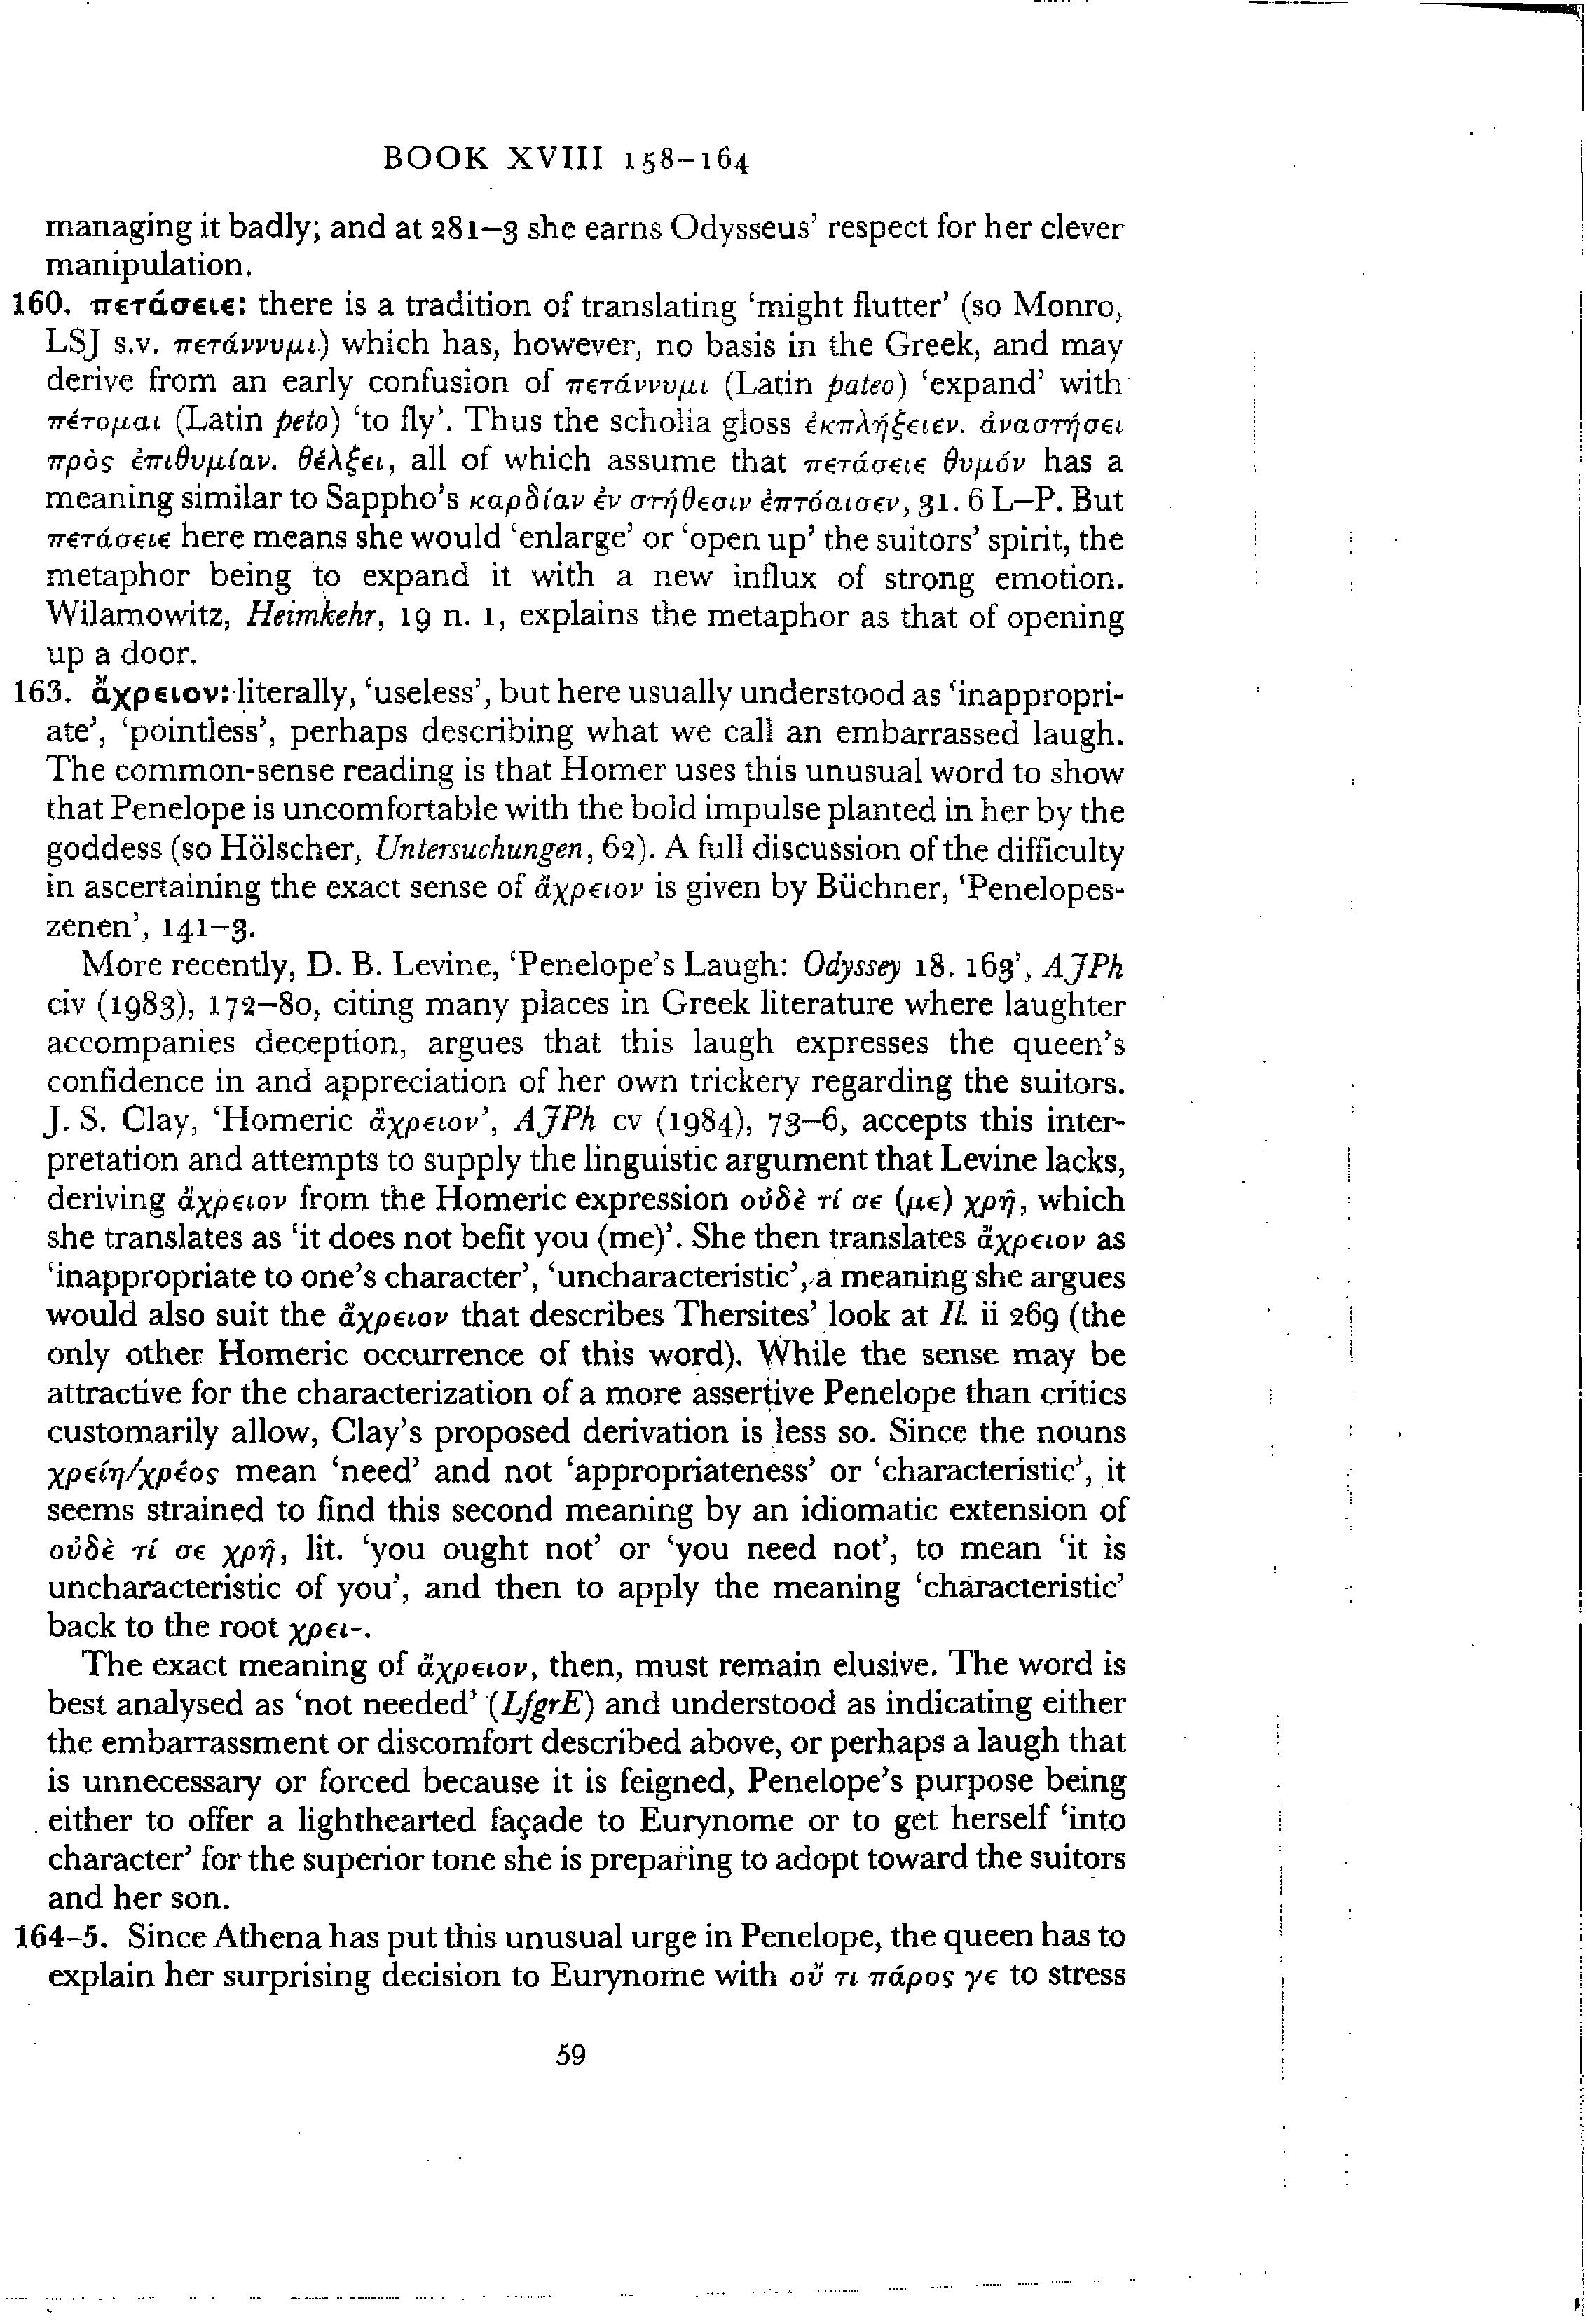 BOOK XVIII 158–164
managing it badly; and at 281–3 she earns Odysseus’ respect for her clever
manipulation.
160. πετάσειε: there is a tradition of translating ‘might flutter’ (so Monro,
LSJ s.v. πετάννυμι) which has, however, no basis in the Greek, and may
derive from an early confusion of πετάννυμι (Latin pateo) ‘expand’ with
πέτομαι (Latin peto) ‘to fly’. Thus the scholia gloss ἐκπλήξειεν. ἀναστήσει
πρὸς ἐπιθυμίαν. θέλξει, all of which assume that πετάσειε θυμόν has a
meaning similar to Sappho’s καρδίαν ἐν στήθεσιν ἐπτόαισεν, 31. 6 L–P. But
πετάσειε here means she would ‘enlarge’ or ‘open up’ the suitors’ spirit, the
metaphor being to expand it with a new influx of strong emotion.
Wilamowitz, Heimkehr, 19 n. 1, explains the metaphor as that of opening
up a door.
163. ἄχρειον: literally, ‘useless’, but here usually understood as ‘inappropri-
ate’, ‘pointless’, perhaps describing what we call an embarrassed laugh.
The common-sense reading is that Homer uses this unusual word to show
that Penelope is uncomfortable with the bold impulse planted in her by the
goddess (so Hölscher, Untersuchungen, 62). A full discussion of the difficulty
in ascertaining the exact sense of ἄχρειον is given by Büchner, ‘Penelopes-
zenen’, 141–3.
More recently, D. B. Levine, ‘Penelope’s Laugh: Odyssey 18. 163’, AJPh
civ (1983), 172–80, citing many places in Greek literature where laughter
accompanies deception, argues that this laugh expresses the queen’s
confidence in and appreciation of her own trickery regarding the suitors.
J. S. Clay, ‘Homeric ἄχρειον’, AJPh cv (1984), 73–6, accepts this inter-
pretation and attempts to supply the linguistic argument that Levine lacks,
deriving ἄχρειον from the Homeric expression οὐδὲ τί σε (με) χρῆ, which
she translates as ‘it does not befit you (me)’. She then translates ἄχρειον as
‘inappropriate to one’s character’, ‘uncharacteristic’, a meaning she argues
would also suit the ἄχρειον that describes Thersites’ look at Il. ii 269 (the
only other Homeric occurrence of this word). While the sense may be
attractive for the characterization of a more assertive Penelope than critics
customarily allow, Clay’s proposed derivation is less so. Since the nouns
χρείη/χρέος mean ‘need’ and not ‘appropriateness’ or ‘characteristic’, it
seems strained to find this second meaning by an idiomatic extension of
οὐδὲ τί σε χρῆ, lit. ‘you ought not’ or ‘you need not’, to mean ‘it is
uncharacteristic of you’, and then to apply the meaning ‘characteristic’
back to the root χρει-.
The exact meaning of ἄχρειον, then, must remain elusive. The word is
best analysed as ‘not needed’ (LfgrE) and understood as indicating either
the embarrassment or discomfort described above, or perhaps a laugh that
is unnecessary or forced because it is feigned, Penelope’s purpose being
either to offer a lighthearted façade to Eurynome or to get herself ‘into
character’ for the superior tone she is preparing to adopt toward the suitors
and her son.
164–5. Since Athena has put this unusual urge in Penelope, the queen has to
explain her surprising decision to Eurynome with οὔ τι πάρος γε to stress
59